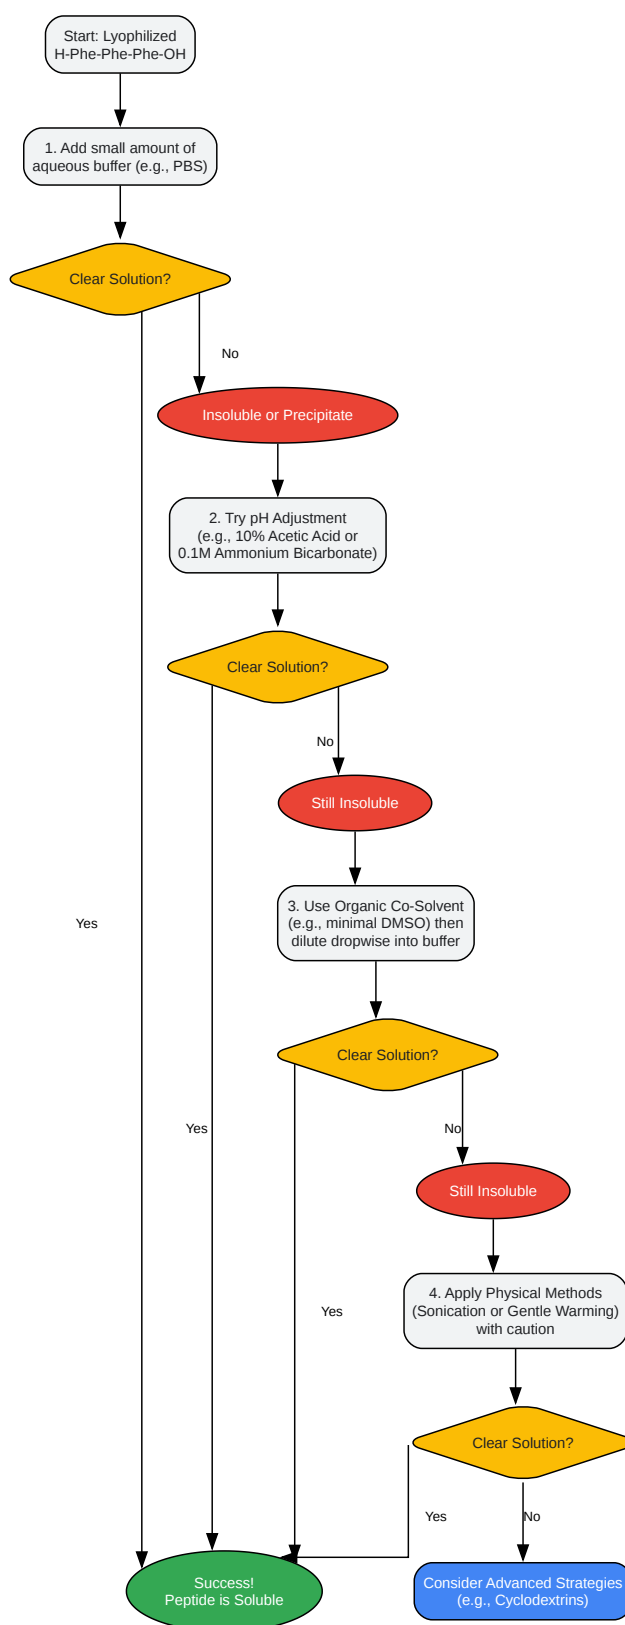 Start: Lyophilized
H-Phe-Phe-Phe-OH
1. Add small amount of
aqueous buffer (e.g., PBS)
Clear Solution?
No
Insoluble or Precipitate
2. Try pH Adjustment
(e.g., 10% Acetic Acid or
0.1M Ammonium Bicarbonate)
Clear Solution?
No
Still Insoluble
3. Use Organic Co-Solvent
(e.g., minimal DMSO) then
dilute dropwise into buffer
Yes
Clear Solution?
Yes
No
Still Insoluble
4. Apply Physical Methods
(Sonication or Gentle Warming)
with caution
Yes
Clear Solution?
Yes
No
Success!
Peptide is Soluble
Consider Advanced Strategies
(e.g., Cyclodextrins)